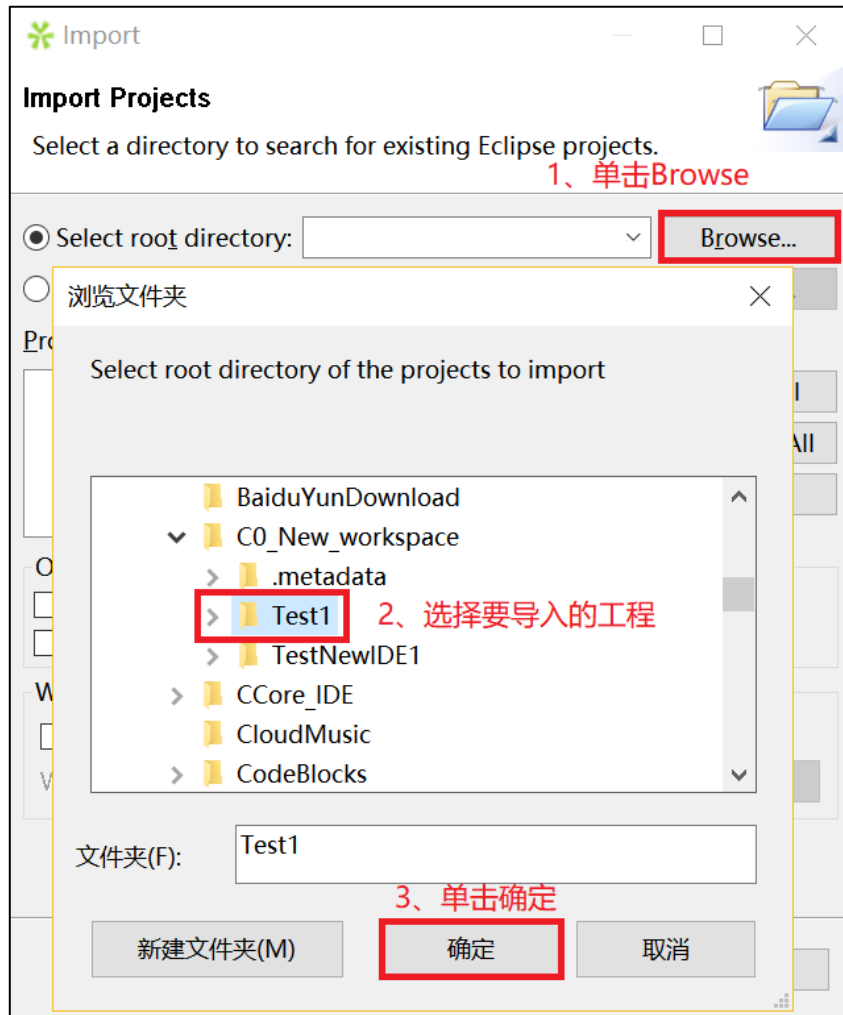 Import
Import Projects
Select a directory to search for existing Eclipse projects.
1、单击Browse
Select root directory:
Browse...
浏览文件夹
Select root directory of the projects to import
BaiduYunDownload
C0_New_workspace
.metadata
Test1
2、选择要导入的工程
TestNewIDE1
CCore_IDE
CloudMusic
CodeBlocks
All
文件夹(F):
Test1
3、单击确定
新建文件夹(M)
确定
取消